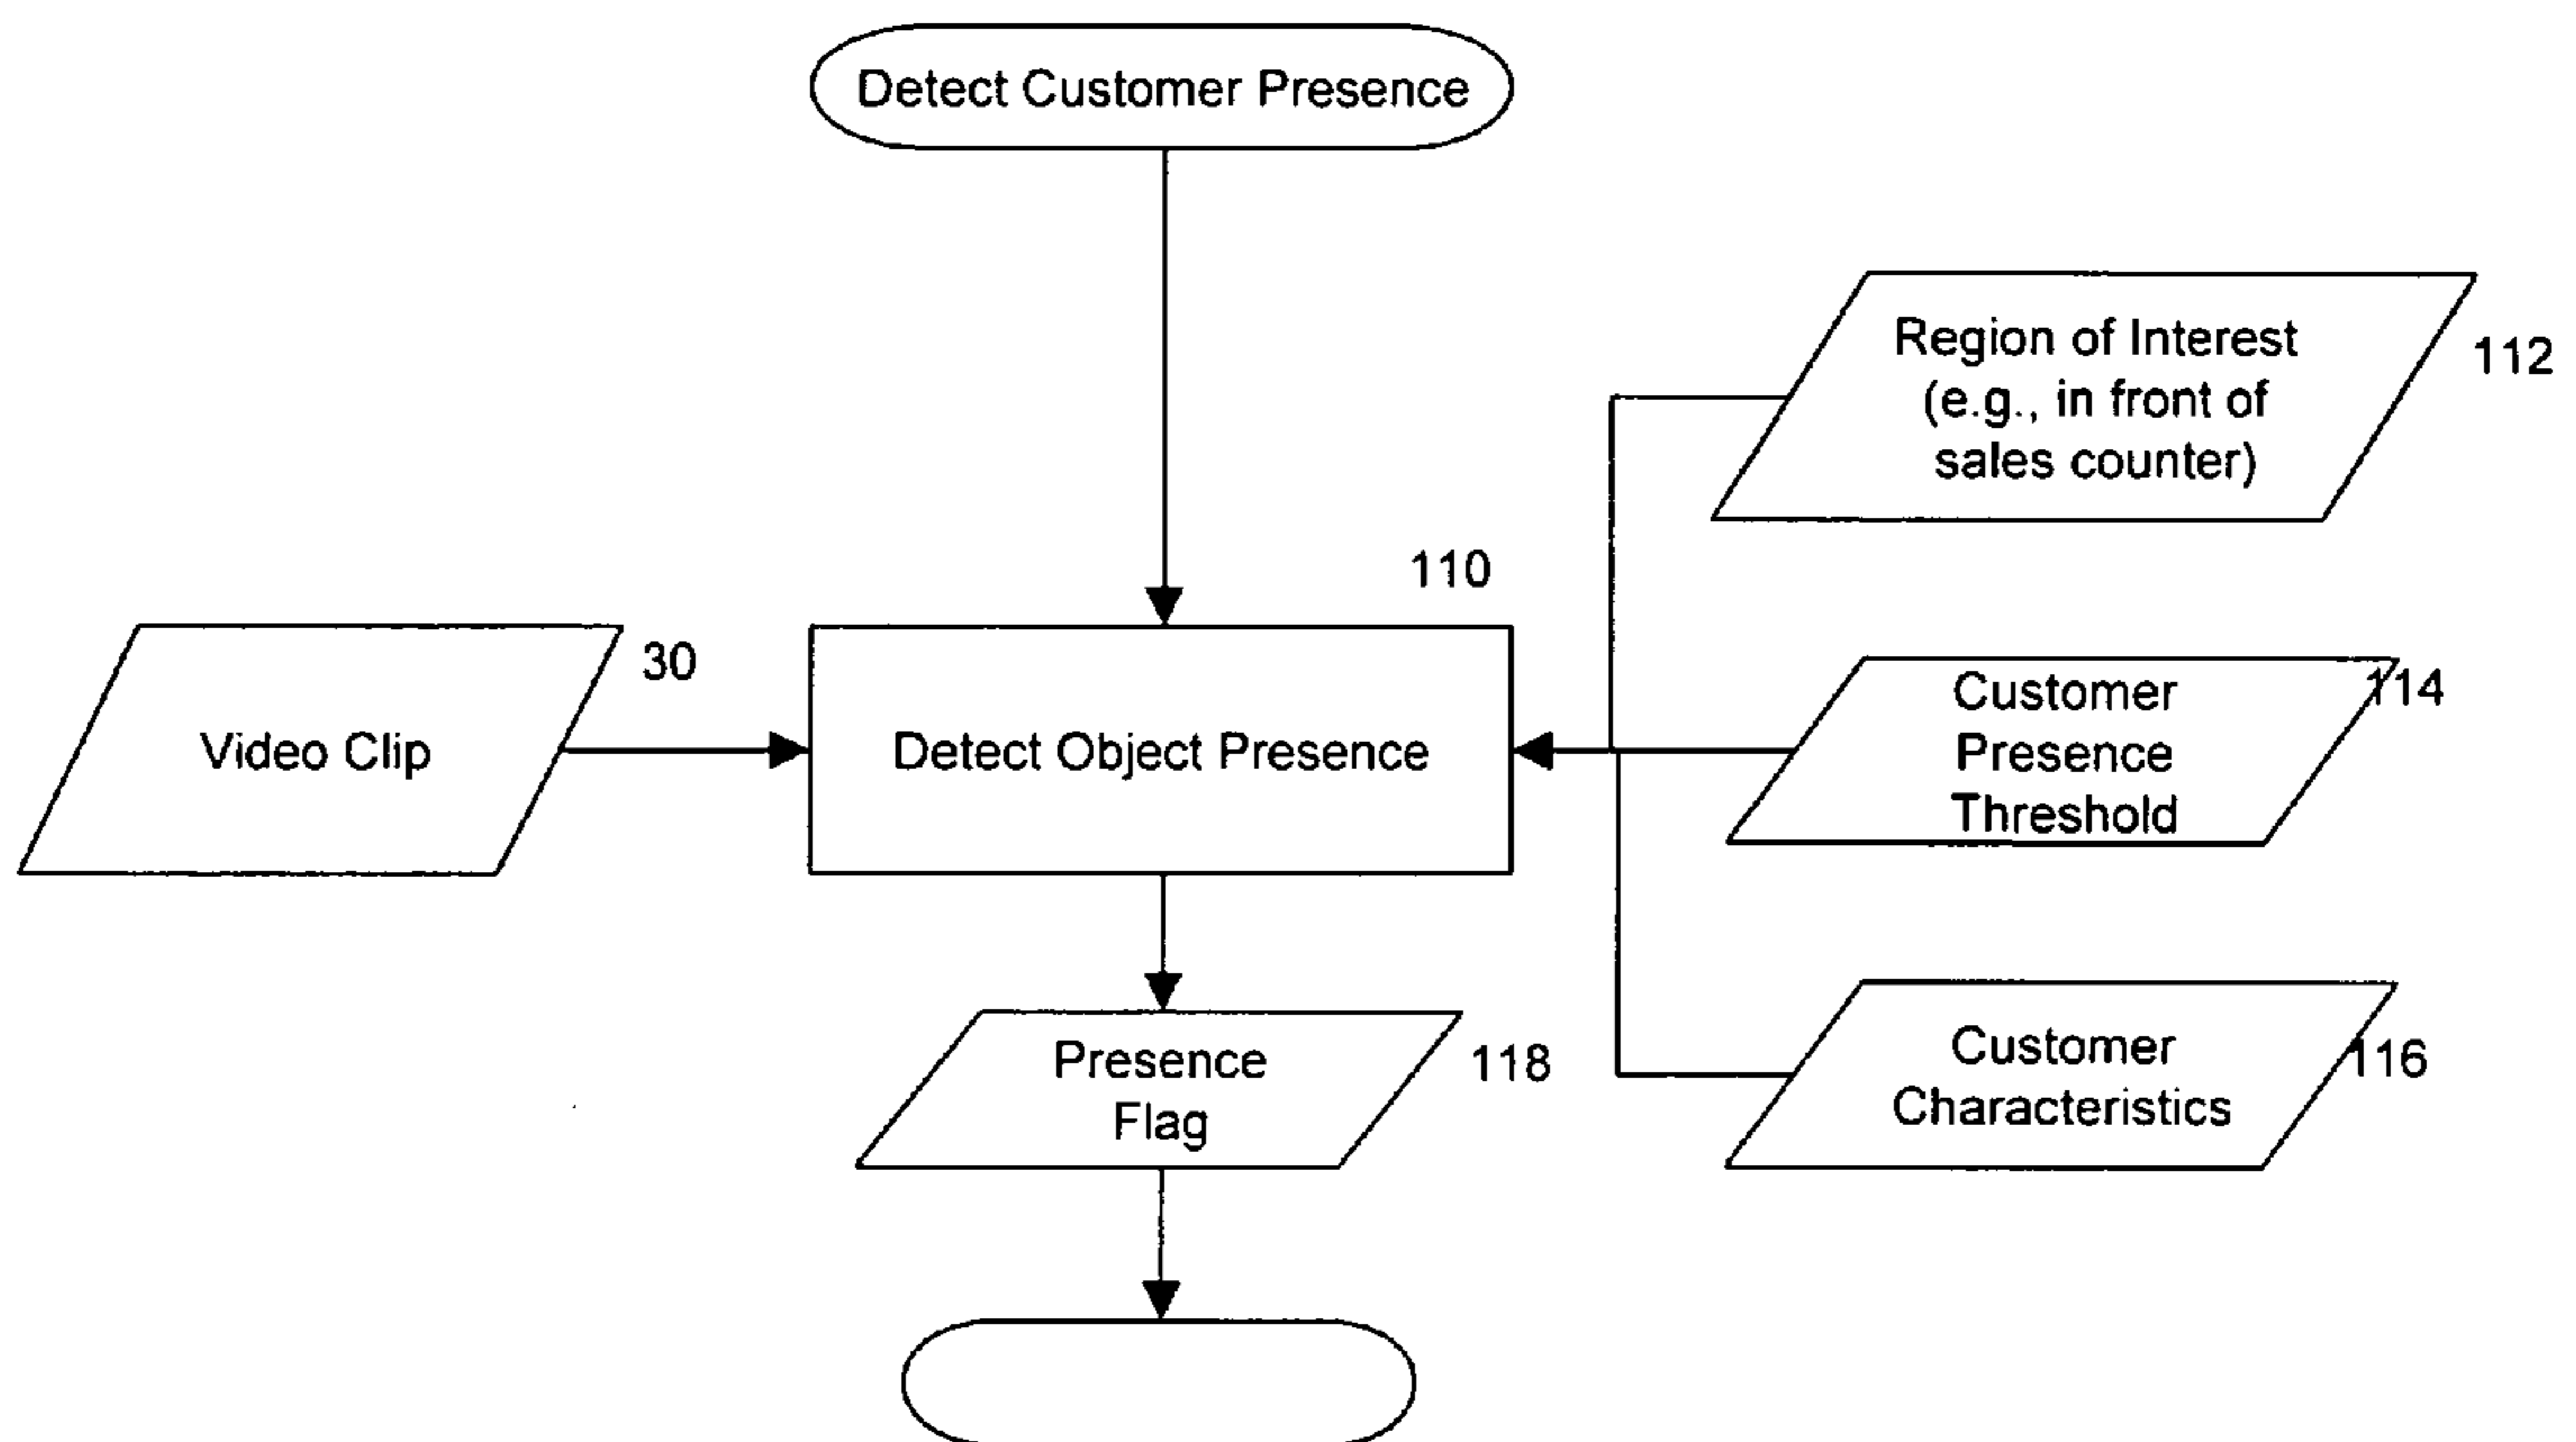 Detect Customer Presence
Region of Interest
(e.g., in front of
sales counter)
112
110
30
Video Clip
Detect Object Presence
Customer
Presence
Threshold
114
Presence
Flag
118
Customer
Characteristics
116